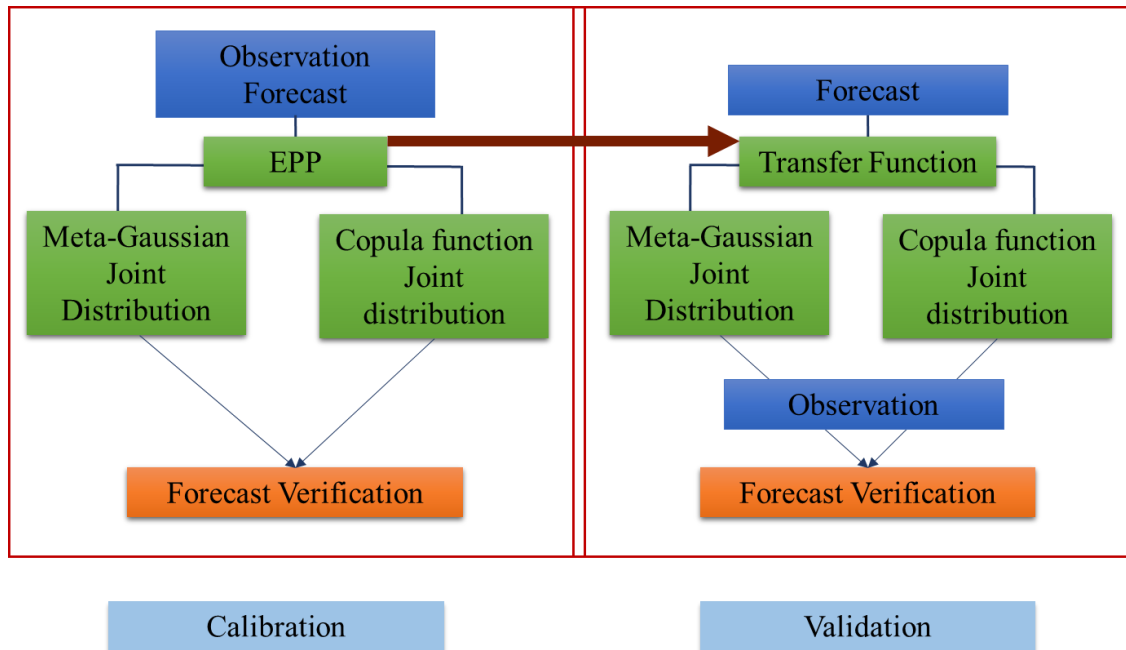 Observation
Forecast
EPP
Meta-Gaussian
Joint
Distribution
Copula function
Joint
distribution
Forecast Verification
Calibration
Forecast
Transfer Function
Meta-Gaussian
Joint
Distribution
Copula function
Joint
distribution
Observation
Forecast Verification
Validation